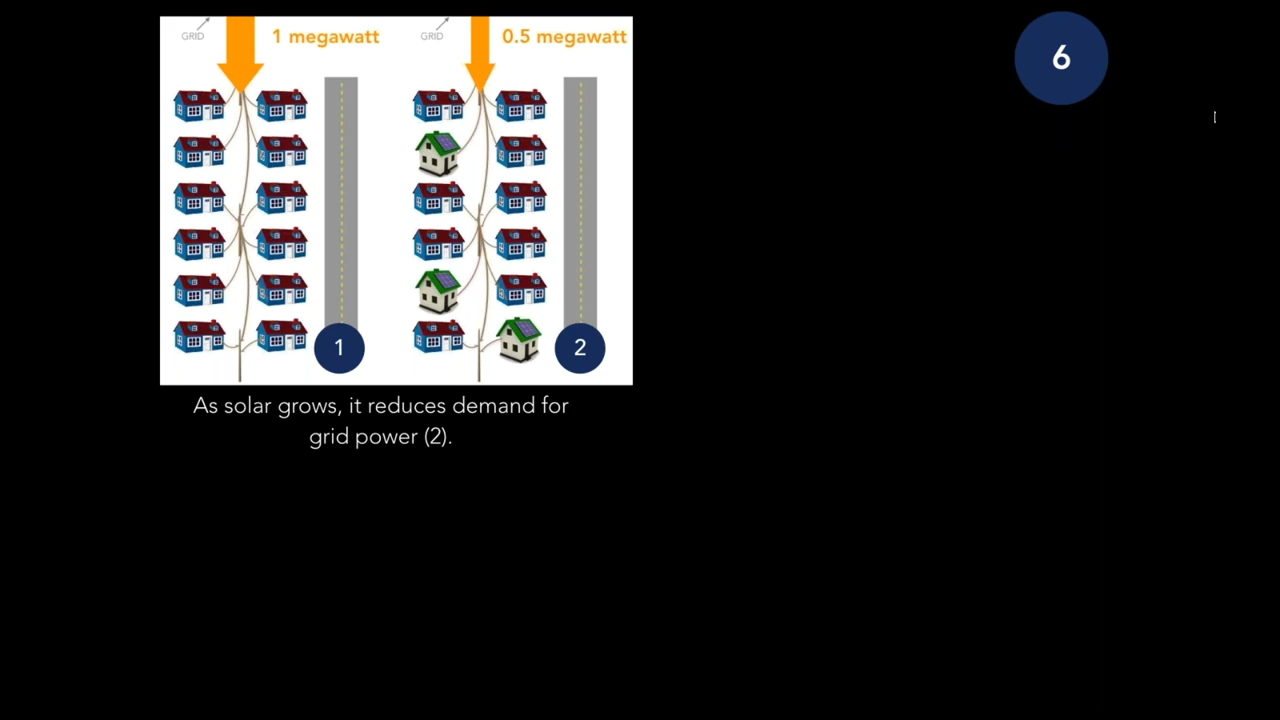 GRID
1 megawatt
GRID
0.5 megawatt
6
1
2
As solar grows, it reduces demand for
grid power (2).